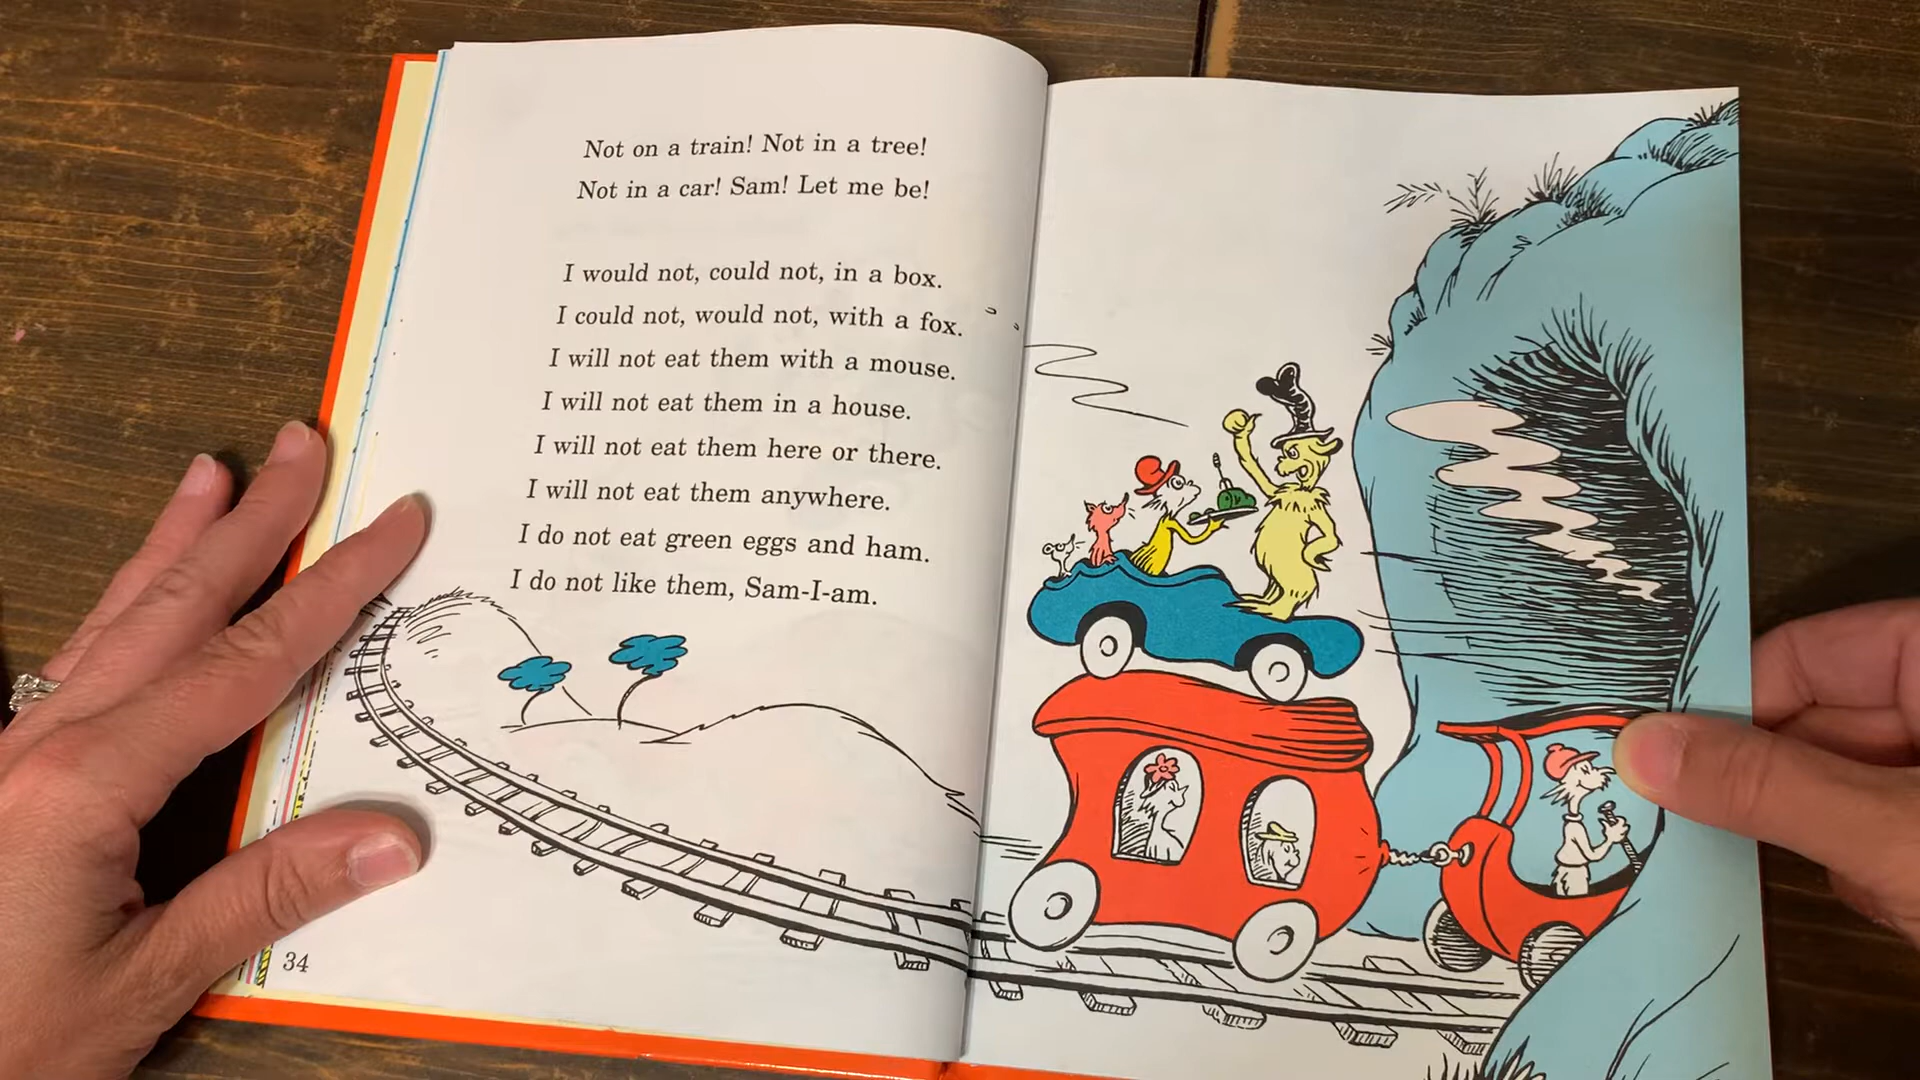 Not on a train! Not in a tree!
Not in a car! Sam! Let me be!
I would not, could not, in a box.
I could not, would not, with a fox.
I will not eat them with a mouse.
I will not eat them in a house.
I will not eat them here or there.
I will not eat them anywhere.
I do not eat green eggs and ham.
I do not like them, Sam-I-am.
34